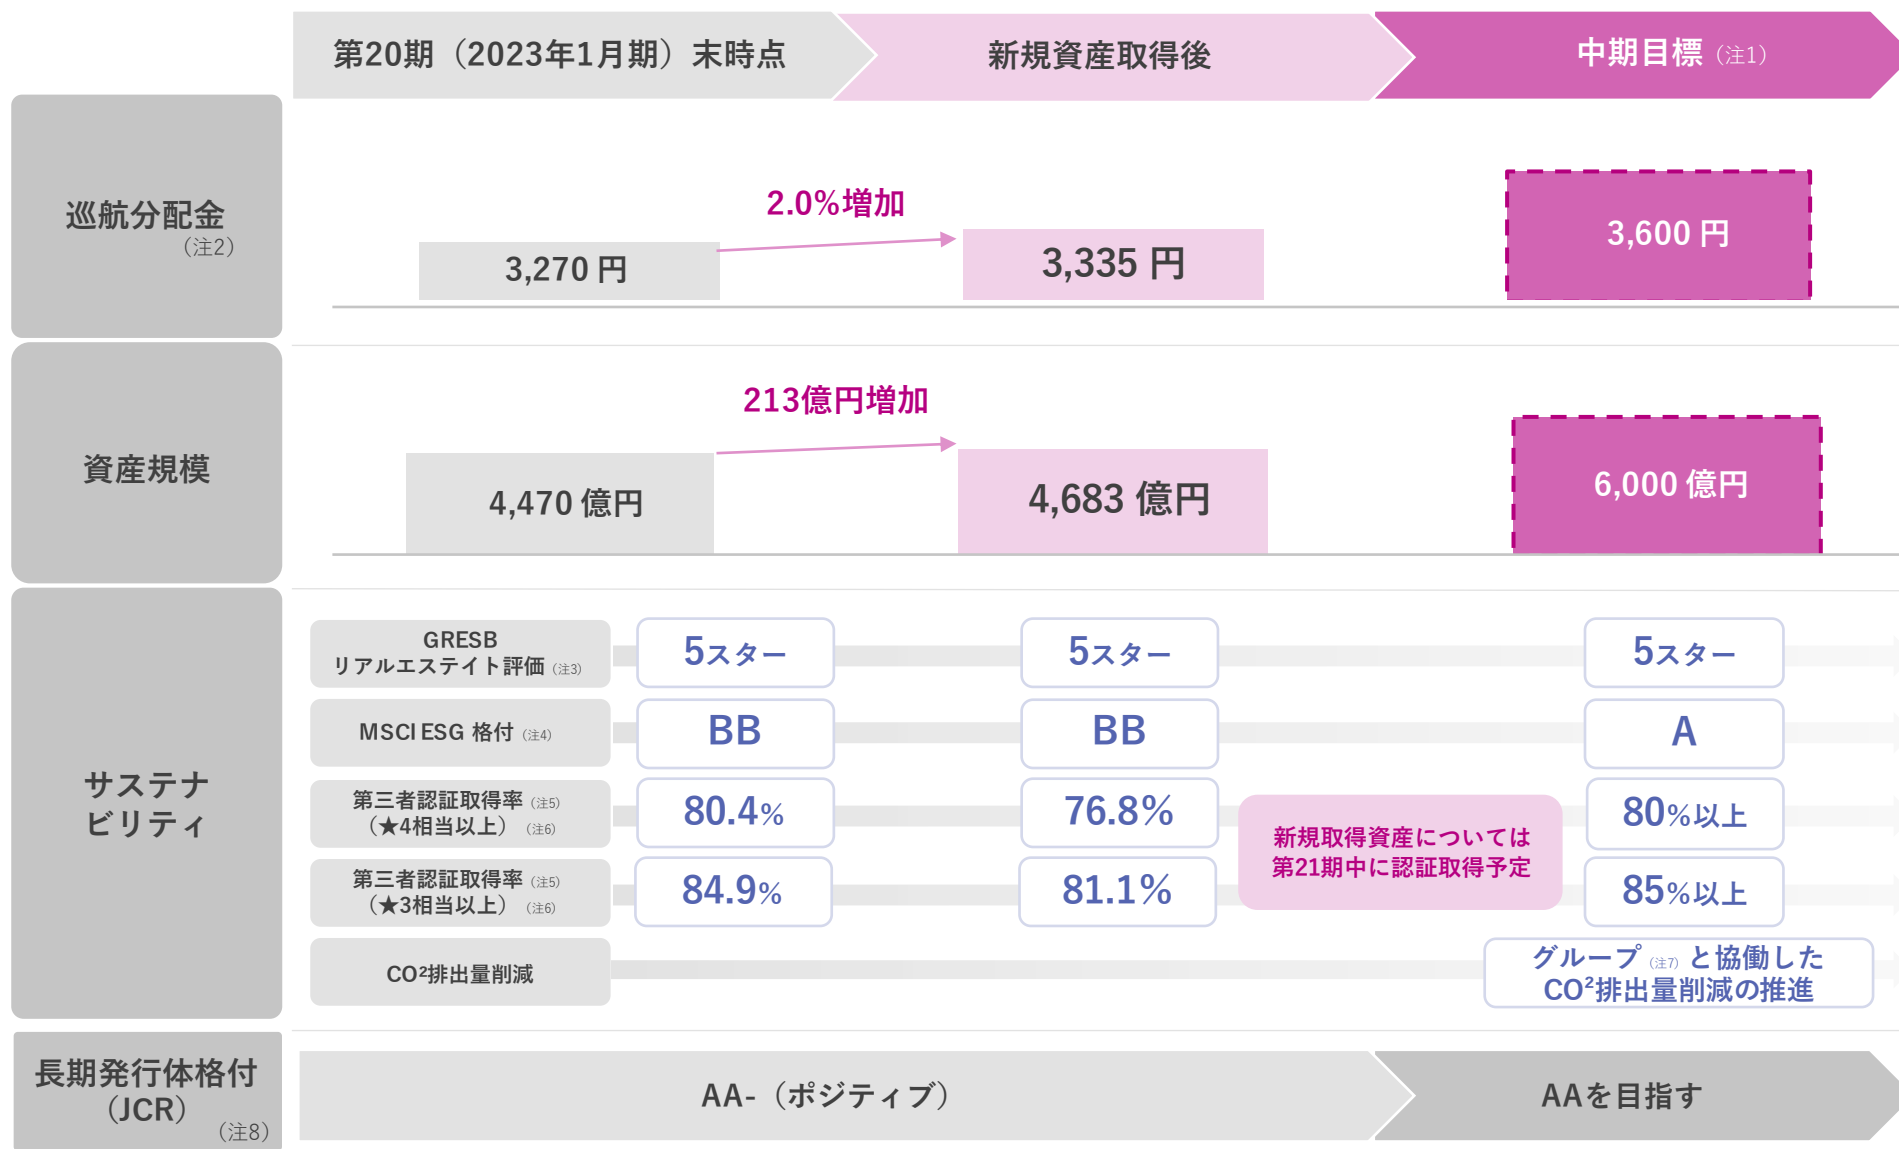 第20期（2023年1月期）末時点
新規資産取得後
中期目標（注1）
巡航分配金
（注2）
2.0%増加
3,270 円
3,335 円
3,600 円
資産規模
213億円増加
4,470 億円
4,683 億円
6,000 億円
サステナ
ビリティ
GRESB
リアルエステイト評価（注3）
5スター
5スター
5スター
MSCI ESG 格付（注4）
BB
BB
A
第三者認証取得率（注5）
（★4相当以上）（注6）
80.4%
76.8%
80%以上
新規取得資産については
第21期中に認証取得予定
第三者認証取得率（注5）
（★3相当以上）（注6）
84.9%
81.1%
85%以上
CO²排出量削減
グループ（注7）と協働した
CO²排出量削減の推進
長期発行体格付
（JCR）
（注8）
AA-（ポジティブ）
AAを目指す